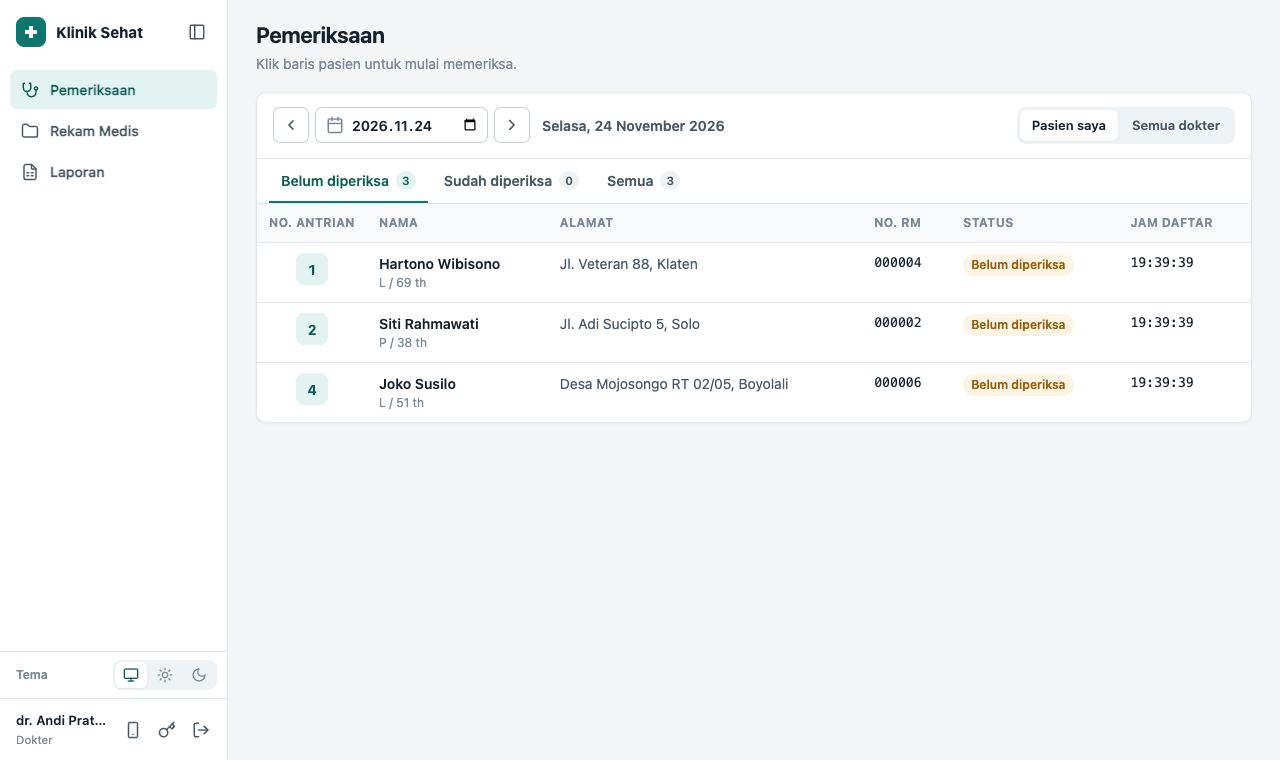 Klinik Sehat
Pemeriksaan
Rekam Medis
Laporan
Tema
dr. Andi Prat...
Dokter
Pemeriksaan
Klik baris pasien untuk mulai memeriksa.
2026.11.24
Selasa, 24 November 2026
Pasien saya
Semua dokter
Belum diperiksa 3
Sudah diperiksa 0
Semua 3
NO. ANTRIAN NAMA ALAMAT NO. RM STATUS JAM DAFTAR
1 Hartono Wibisono Jl. Veteran 88, Klaten 000004 Belum diperiksa 19:39:39
L / 69 th
2 Siti Rahmawati Jl. Adi Sucipto 5, Solo 000002 Belum diperiksa 19:39:39
P / 38 th
4 Joko Susilo Desa Mojosongo RT 02/05, Boyolali 000006 Belum diperiksa 19:39:39
L / 51 th